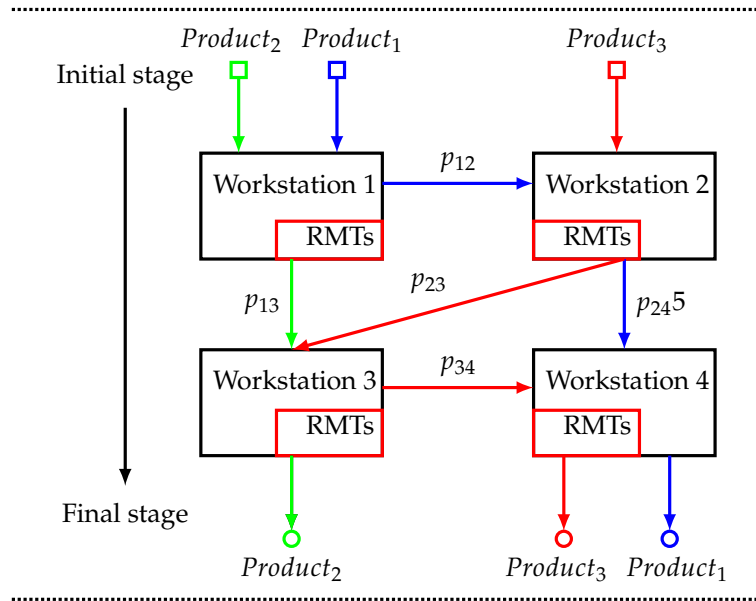 Product₂ Product₁ Product₃
Initial stage
p₁₂
Workstation 1 Workstation 2
RMTs RMTs
p₂₃
p₁₃ p₂₄5
p₃₄
Workstation 3 Workstation 4
RMTs RMTs
Final stage
Product₂ Product₃ Product₁